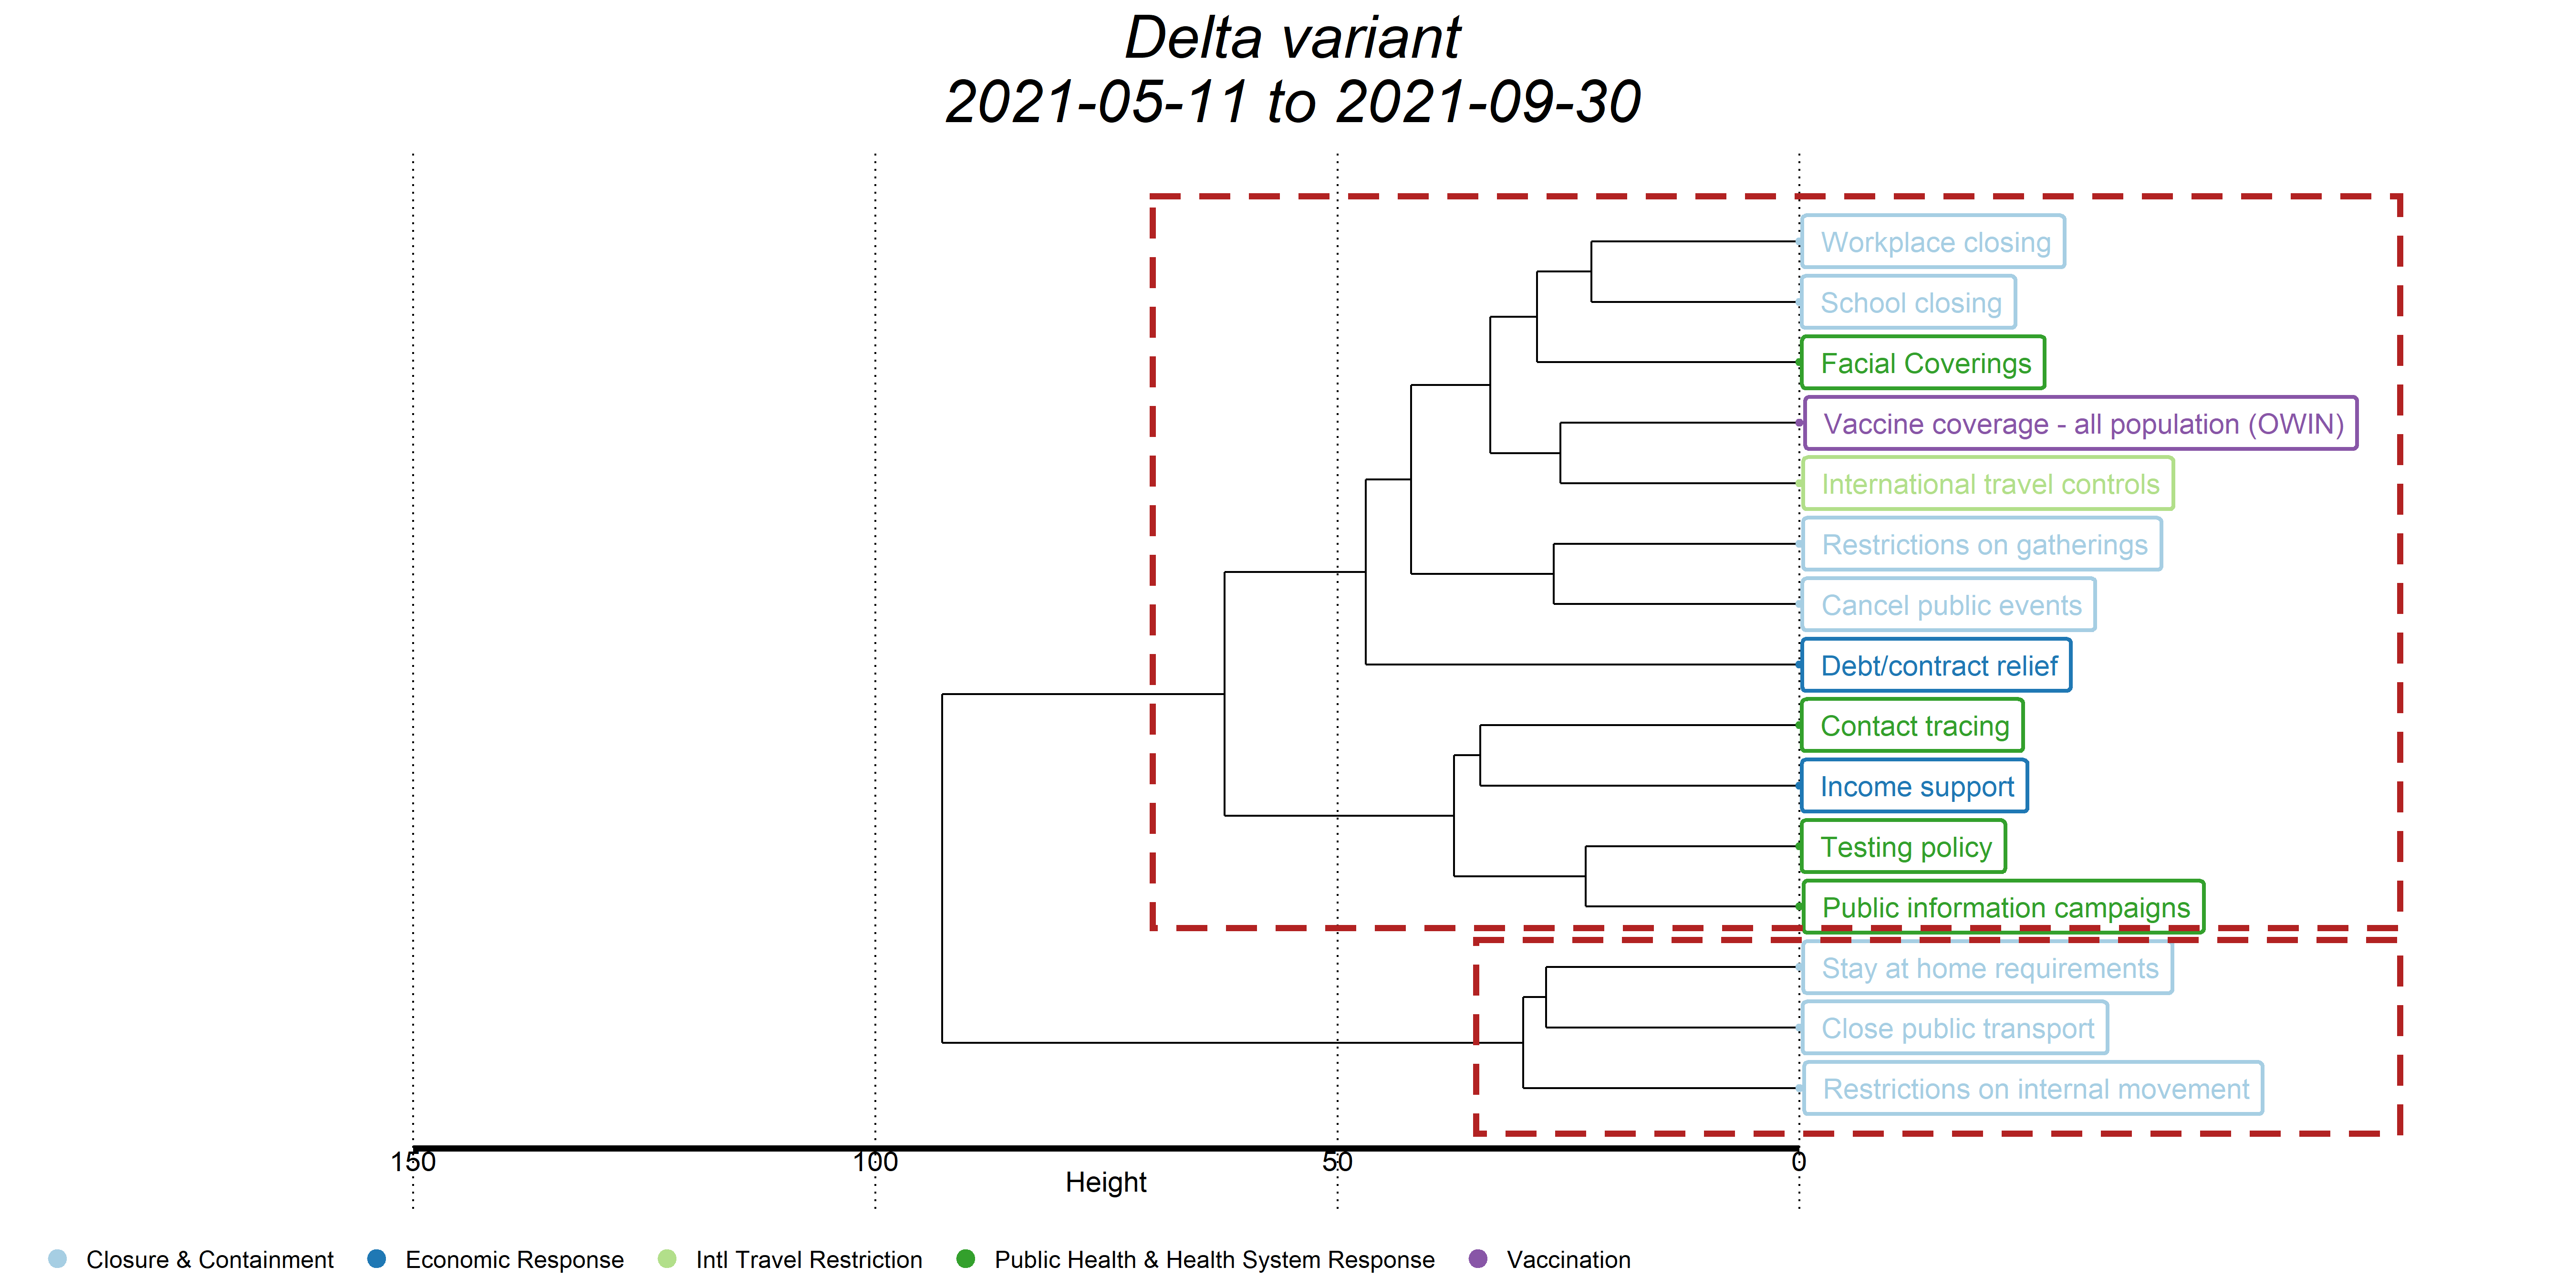 Delta variant
2021-05-11 to 2021-09-30
Workplace closing
School closing
Facial Coverings
Vaccine coverage - all population (OWIN)
International travel controls
Restrictions on gatherings
Cancel public events
Debt/contract relief
Contact tracing
Income support
Testing policy
Public information campaigns
Stay at home requirements
Close public transport
Restrictions on internal movement
150 100 50 0
Height
Closure & Containment Economic Response Intl Travel Restriction Public Health & Health System Response Vaccination